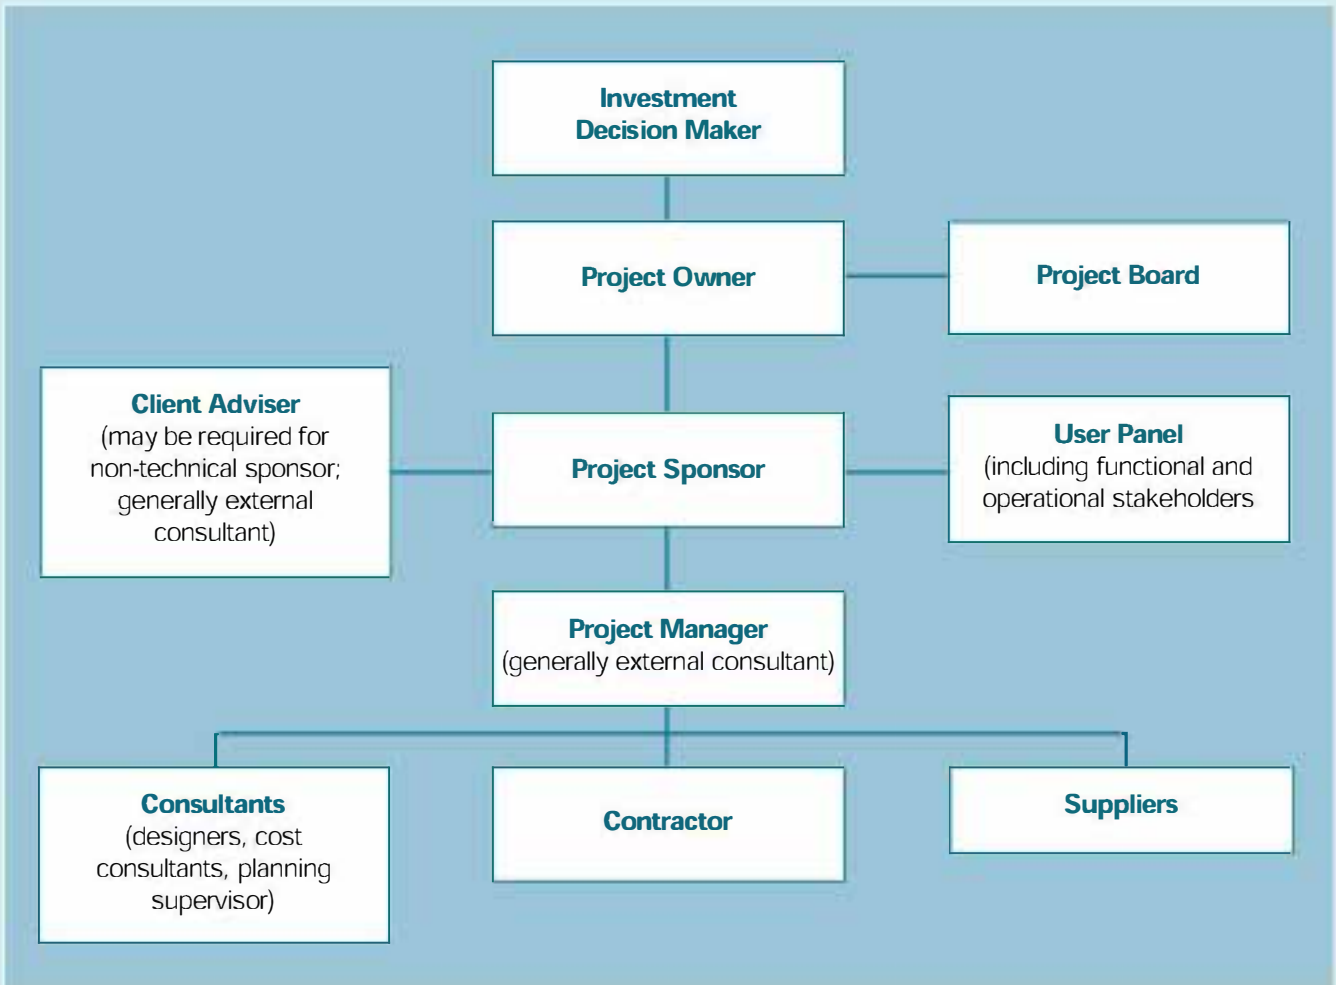 Investment
Decision Maker
Project Owner
Project Board
Client Adviser
(may be required for
non-technical sponsor;
generally external
consultant)
Project Sponsor
User Panel
(including functional and
operational stakeholders
Project Manager
(generally external consultant)
Consultants
(designers, cost
consultants, planning
supervisor)
Contractor
Suppliers